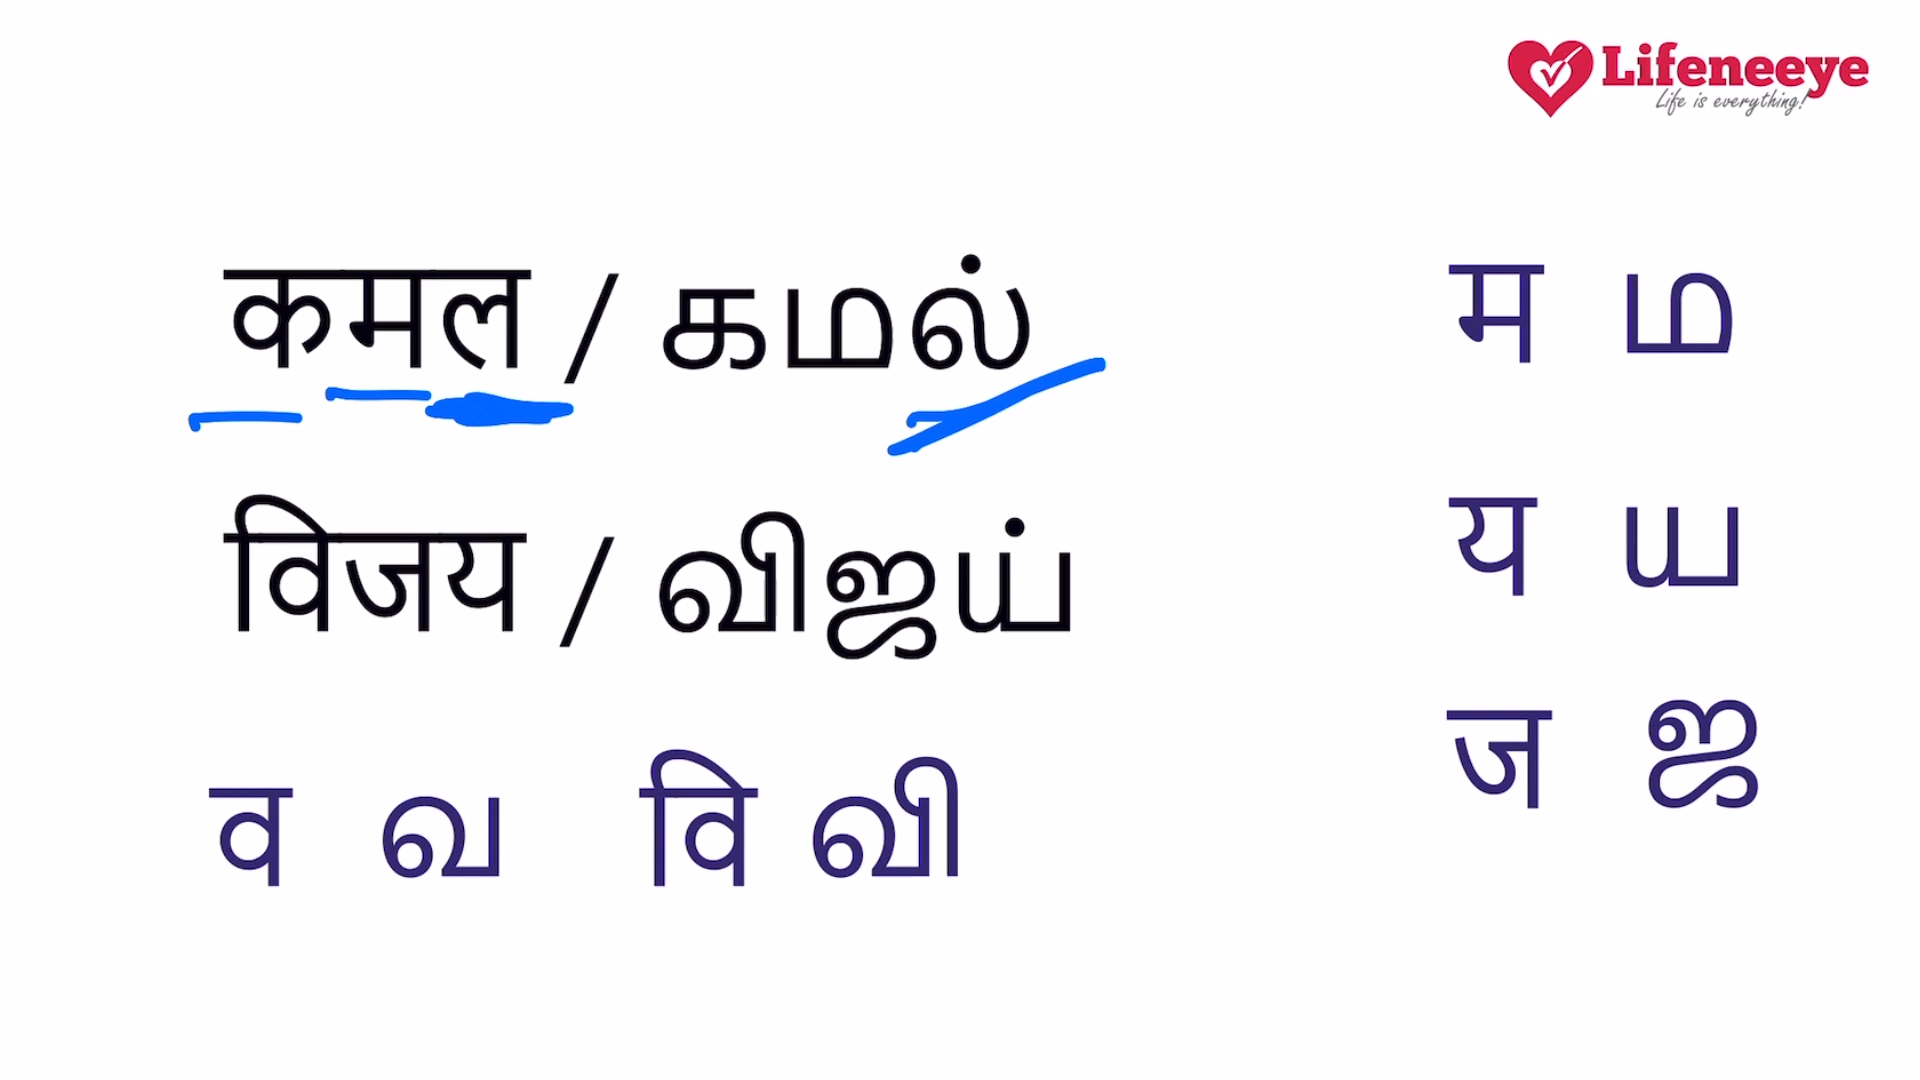 Lifeneeye
Life is everything!
कमल / கமல்
म ம
विजय / விஜய்
य ய
ज ஜ
व வ वि வி